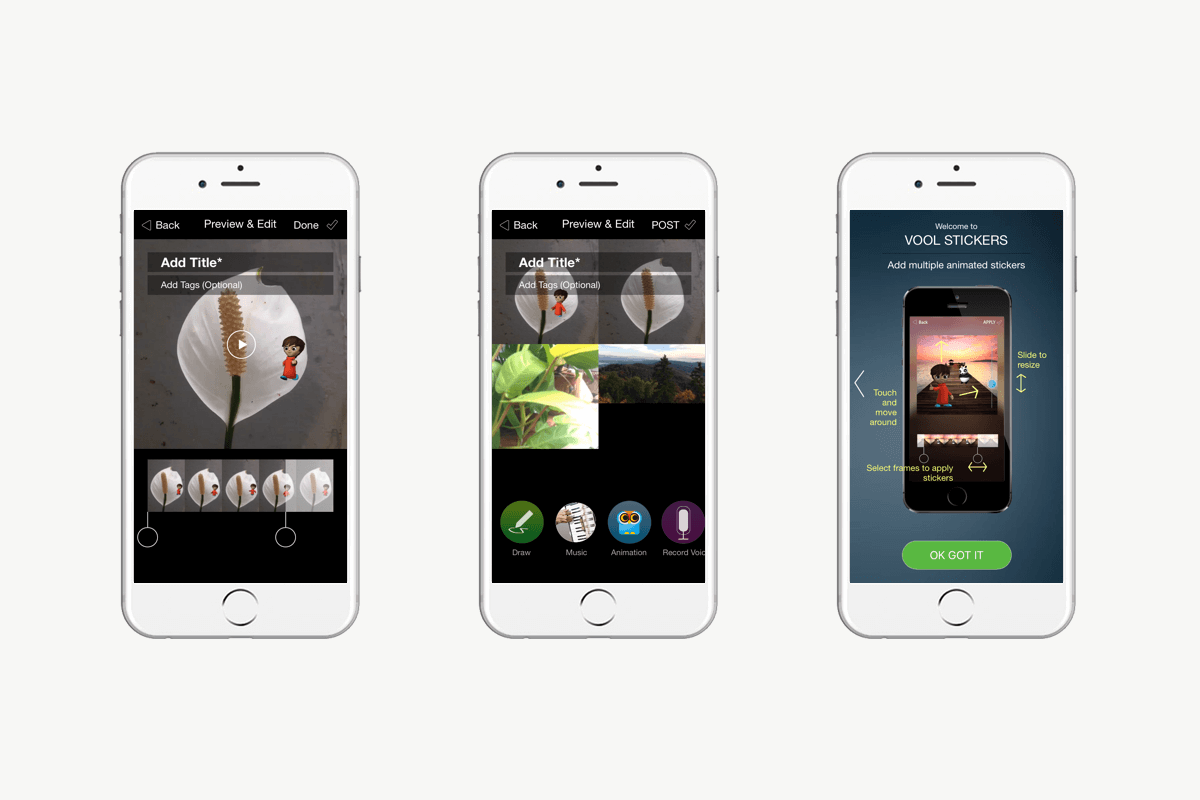 Back
Preview & Edit
Done
Add Title*
Add Tags (Optional)
Back
Preview & Edit
POST
Add Title*
Add Tags (Optional)
Draw
Music
Animation
Record Voic
Welcome to
VOOL STICKERS
Add multiple animated stickers
Back
APPLY
Slide to
resize
Touch
and
move
around
Select frames to apply
stickers
OK GOT IT